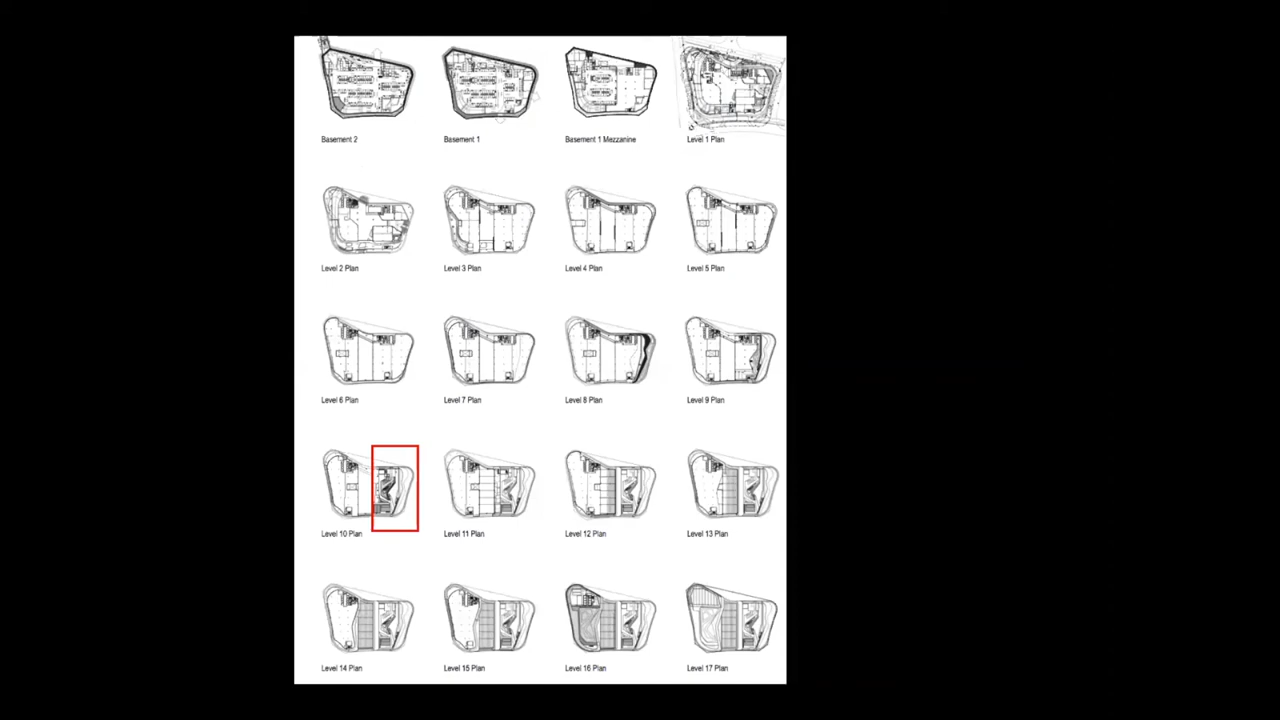 Basement 2
Basement 1
Basement 1 Mezzanine
Level 1 Plan
Level 2 Plan
Level 3 Plan
Level 4 Plan
Level 5 Plan
Level 6 Plan
Level 7 Plan
Level 8 Plan
Level 9 Plan
Level 10 Plan
Level 11 Plan
Level 12 Plan
Level 13 Plan
Level 14 Plan
Level 15 Plan
Level 16 Plan
Level 17 Plan